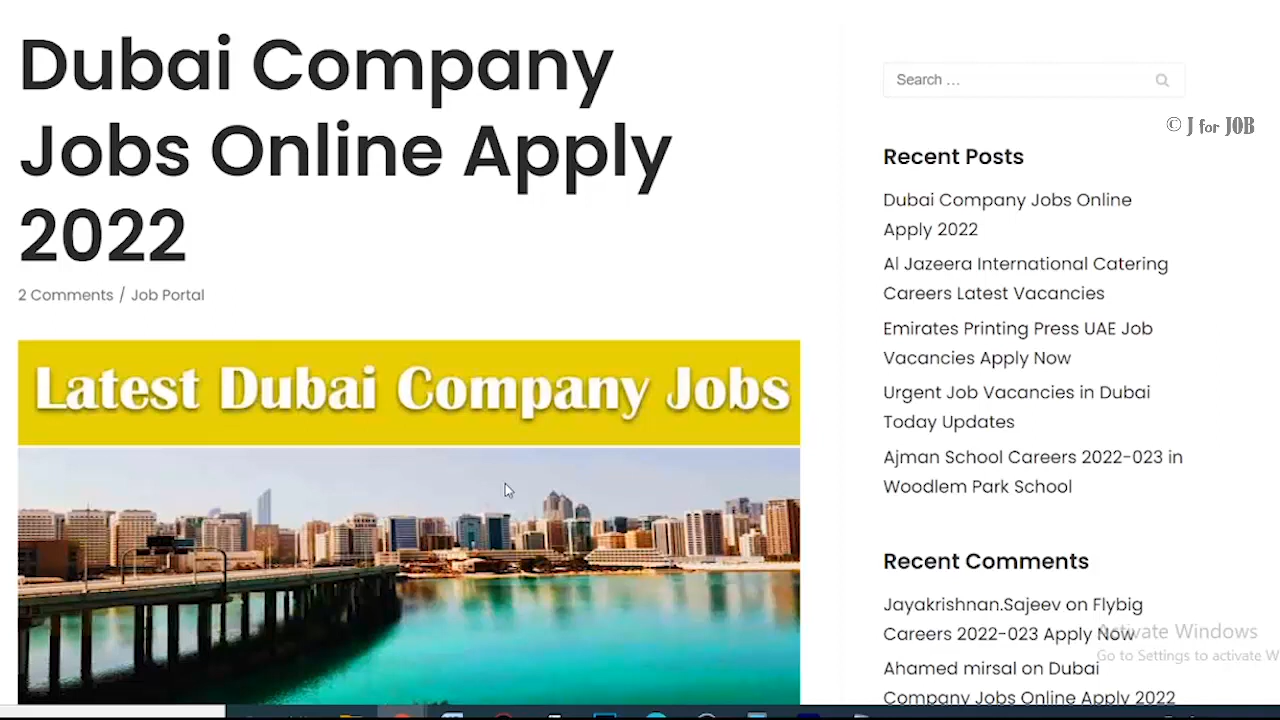 Dubai Company
Jobs Online Apply
2022
2 Comments / Job Portal
Latest Dubai Company Jobs
Search ...
© J for JOB
Recent Posts
Dubai Company Jobs Online
Apply 2022
Al Jazeera International Catering
Careers Latest Vacancies
Emirates Printing Press UAE Job
Vacancies Apply Now
Urgent Job Vacancies in Dubai
Today Updates
Ajman School Careers 2022-023 in
Woodlem Park School
Recent Comments
Jayakrishnan.Sajeev on Flybig
Careers 2022-023 Apply Now
Ahamed mirsal on Dubai
Company Jobs Online Apply 2022
Activate Windows
Go to Settings to activate W